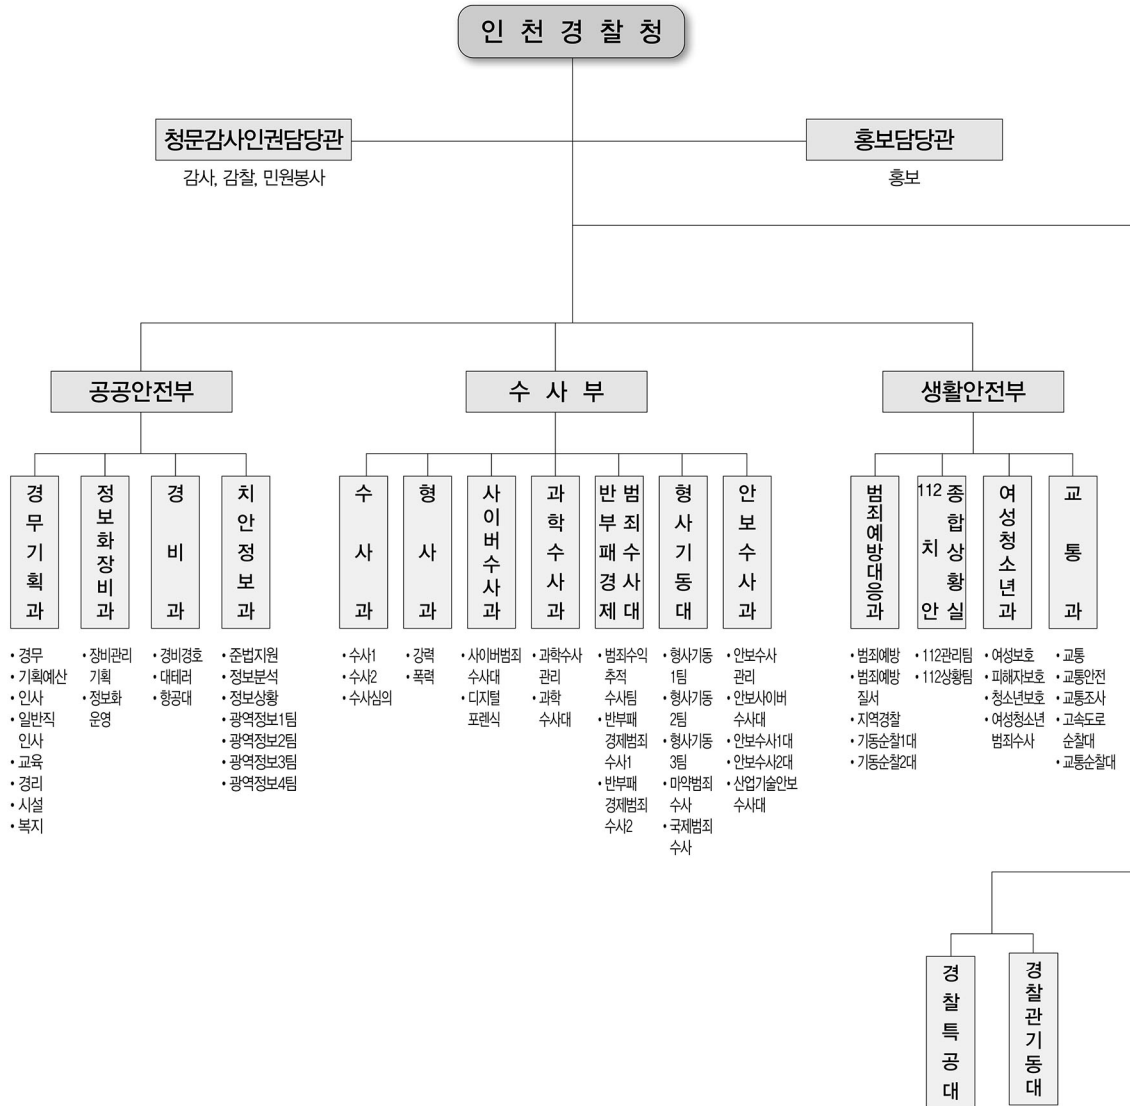 인 천 경 찰 청
청문감사인권담당관
감사, 감찰, 민원봉사
홍보담당관
홍보
공공안전부
수 사 부
생활안전부
경무기획과
• 경무
• 기획예산
• 인사
• 일반직
인사
• 교육
• 경리
• 시설
• 복지
정보화장비과
• 장비관리
기획
• 정보화
운영
경비과
• 경비경호
• 대테러
• 항공대
치안정보과
• 준법지원
• 정보분석
• 정보상황
• 광역정보1팀
• 광역정보2팀
• 광역정보3팀
• 광역정보4팀
수사과
• 수사1
• 수사2
• 수사심의
형사과
• 강력
• 폭력
사이버수사과
• 사이버범죄
수사대
• 디지털
포렌식
과학수사과
• 과학수사
관리
• 과학
수사대
반부패경제
범죄수사대
• 범죄수익
추적
수사팀
• 반부패
경제범죄
수사1
• 반부패
경제범죄
수사2
형사기동대
• 형사기동
1팀
• 형사기동
2팀
• 형사기동
3팀
• 마약범죄
수사
• 국제범죄
수사
안보수사과
• 안보수사
관리
• 안보사이버
수사대
• 안보수사1대
• 안보수사2대
• 산업기술안보
수사대
범죄예방대응과
• 범죄예방
• 범죄예방
질서
• 지역경찰
• 기동순찰1대
• 기동순찰2대
112치안
종합상황실
• 112관리팀
• 112상황팀
여성청소년과
• 여성보호
• 피해자보호
• 청소년보호
• 여성청소년
범죄수사
교통과
• 교통
• 교통안전
• 교통조사
• 고속도로
순찰대
• 교통순찰대
경찰특공대
경찰관기동대